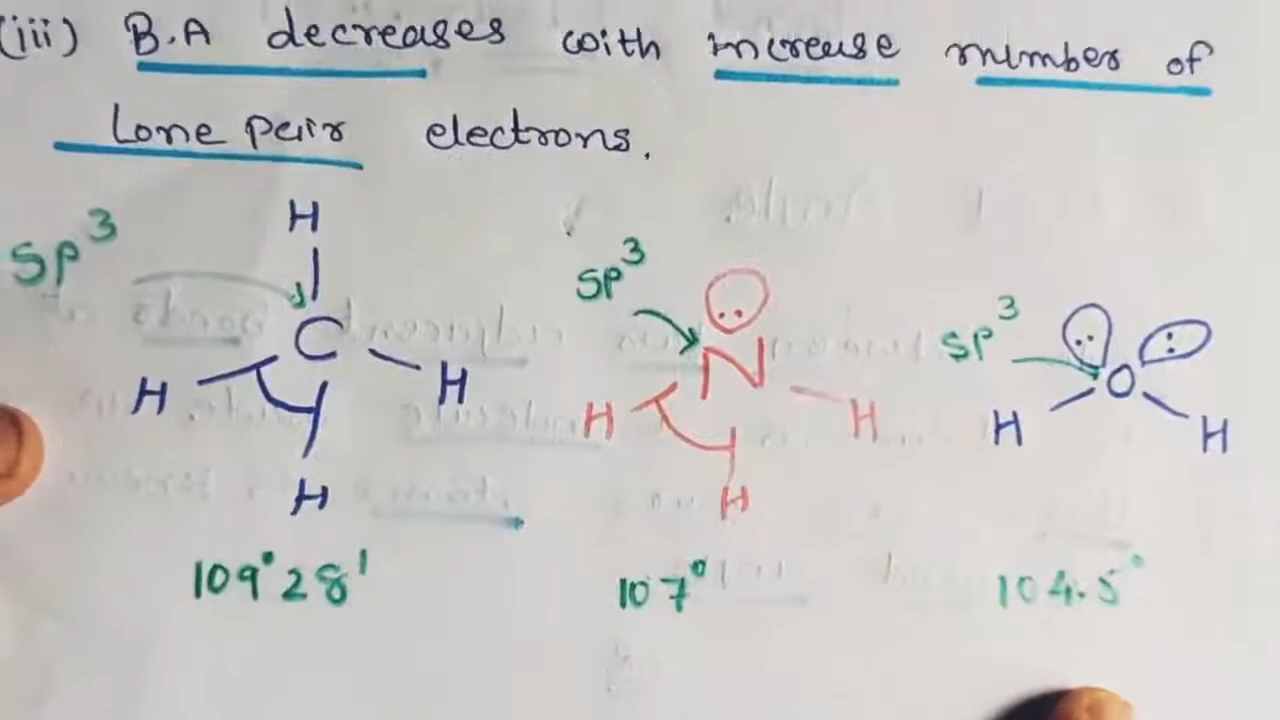 (iii) B.A decreases with increase number of
Lone pair electrons.
SP³ H
C
H H
H
SP³
N
H H
H
SP³
O
H H
109°28' 107° 104.5°